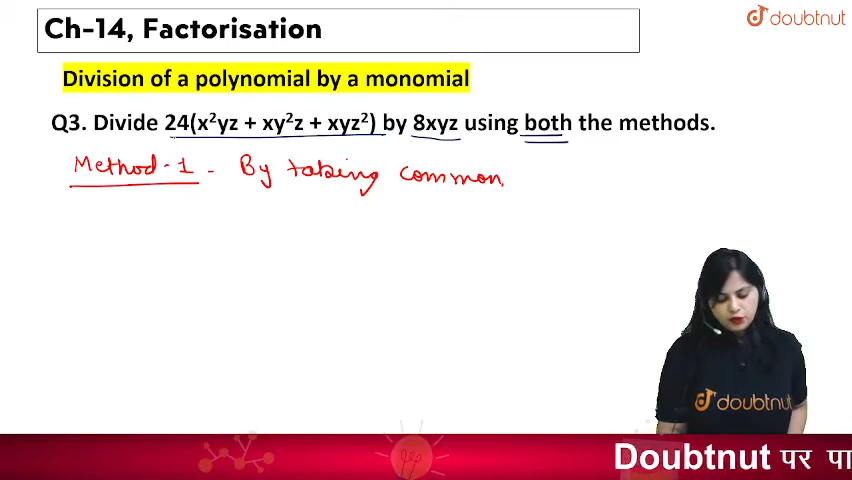 Ch-14, Factorisation
doubtnut
Division of a polynomial by a monomial
Q3. Divide 24(x²yz + xy²z + xyz²) by 8xyz using both the methods.
Method-1 - By taking common.
doubtnut
Doubtnut पर पा